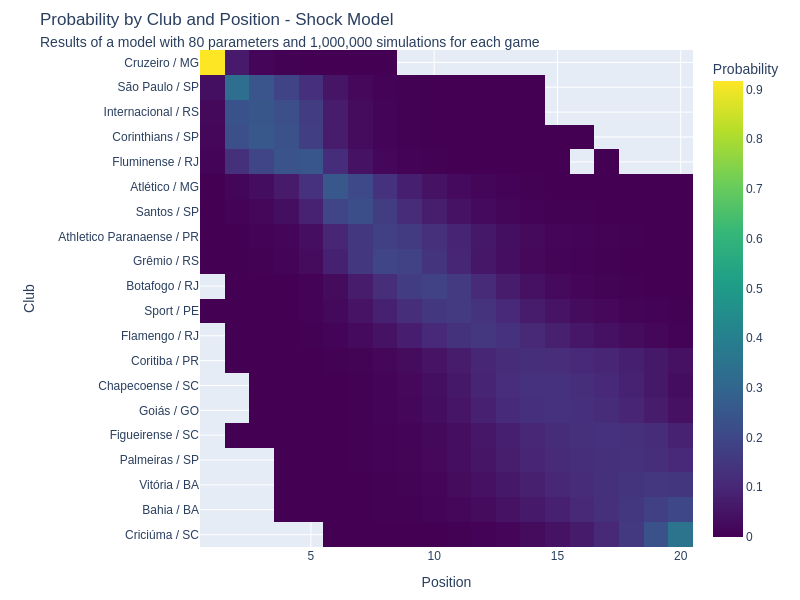 Probability by Club and Position - Shock Model
Results of a model with 80 parameters and 1,000,000 simulations for each game
Probability
Club
Cruzeiro / MG
São Paulo / SP
Internacional / RS
Corinthians / SP
Fluminense / RJ
Atlético / MG
Santos / SP
Athletico Paranaense / PR
Grêmio / RS
Botafogo / RJ
Sport / PE
Flamengo / RJ
Coritiba / PR
Chapecoense / SC
Goiás / GO
Figueirense / SC
Palmeiras / SP
Vitória / BA
Bahia / BA
Criciúma / SC
0.9
0.8
0.7
0.6
0.5
0.4
0.3
0.2
0.1
0
5
10
15
20
Position